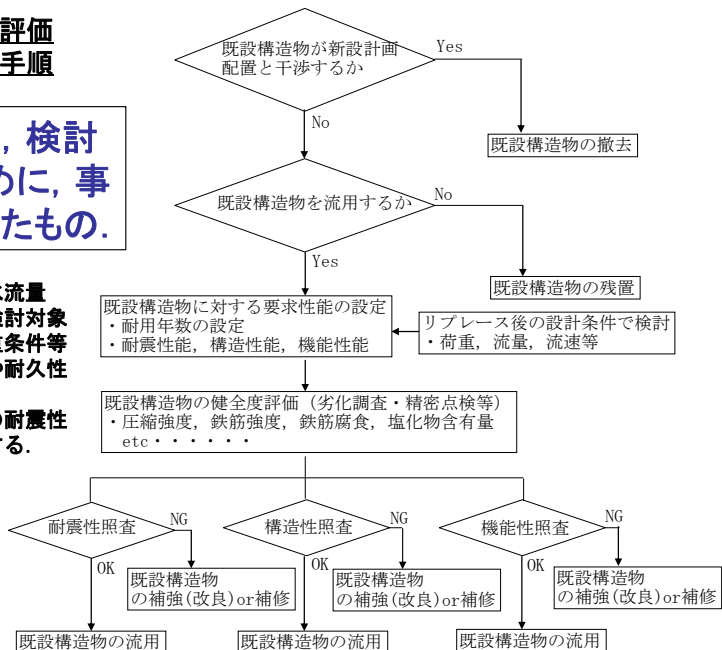 評価
手順
，検討
めに，事
たもの．
流量
検討対象
重条件等
や耐久性
の耐震性
する．
既設構造物が新設計画
配置と干渉するか
Yes
No
既設構造物の撤去
既設構造物を流用するか
No
Yes
既設構造物の残置
既設構造物に対する要求性能の設定
・耐用年数の設定
・耐震性能，構造性能，機能性能
リプレース後の設計条件で検討
・荷重，流量，流速等
既設構造物の健全度評価（劣化調査・精密点検等）
・圧縮強度，鉄筋強度，鉄筋腐食，塩化物含有量
etc・・・・・・
耐震性照査
NG
構造性照査
NG
機能性照査
NG
OK
OK
OK
既設構造物
の補強(改良)or補修
既設構造物
の補強(改良)or補修
既設構造物
の補強(改良)or補修
既設構造物の流用
既設構造物の流用
既設構造物の流用